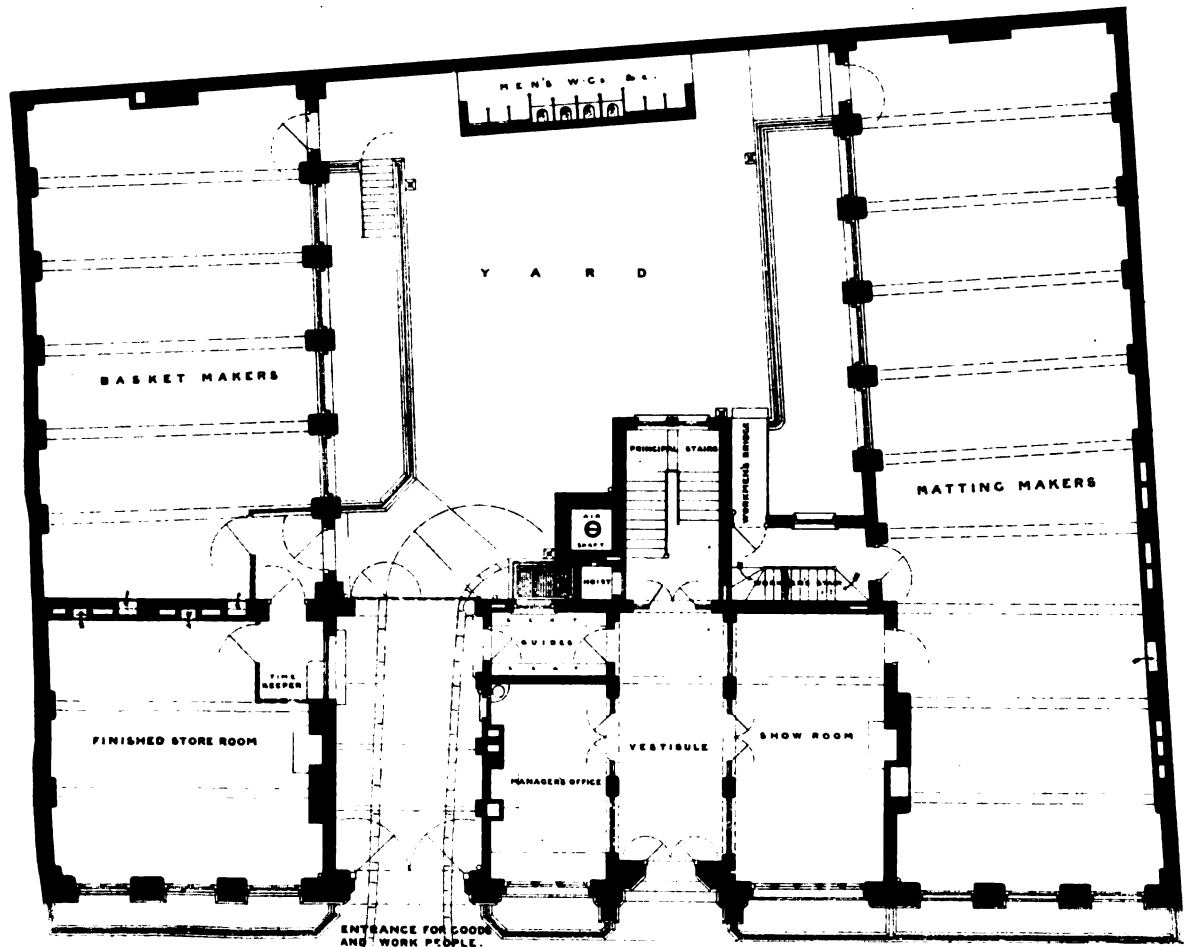 MEN'S W.Cs &c.
YARD
BASKET MAKERS
PRINCIPAL STAIRS
WORKMEN'S BRIDGE
MATTING MAKERS
AIR
SHAFT
HOIST
GUIDES
TIME
KEEPER
FINISHED STORE ROOM
VESTIBULE
SHOW ROOM
MANAGER'S OFFICE
ENTRANCE FOR GOODS
AND WORK PEOPLE.